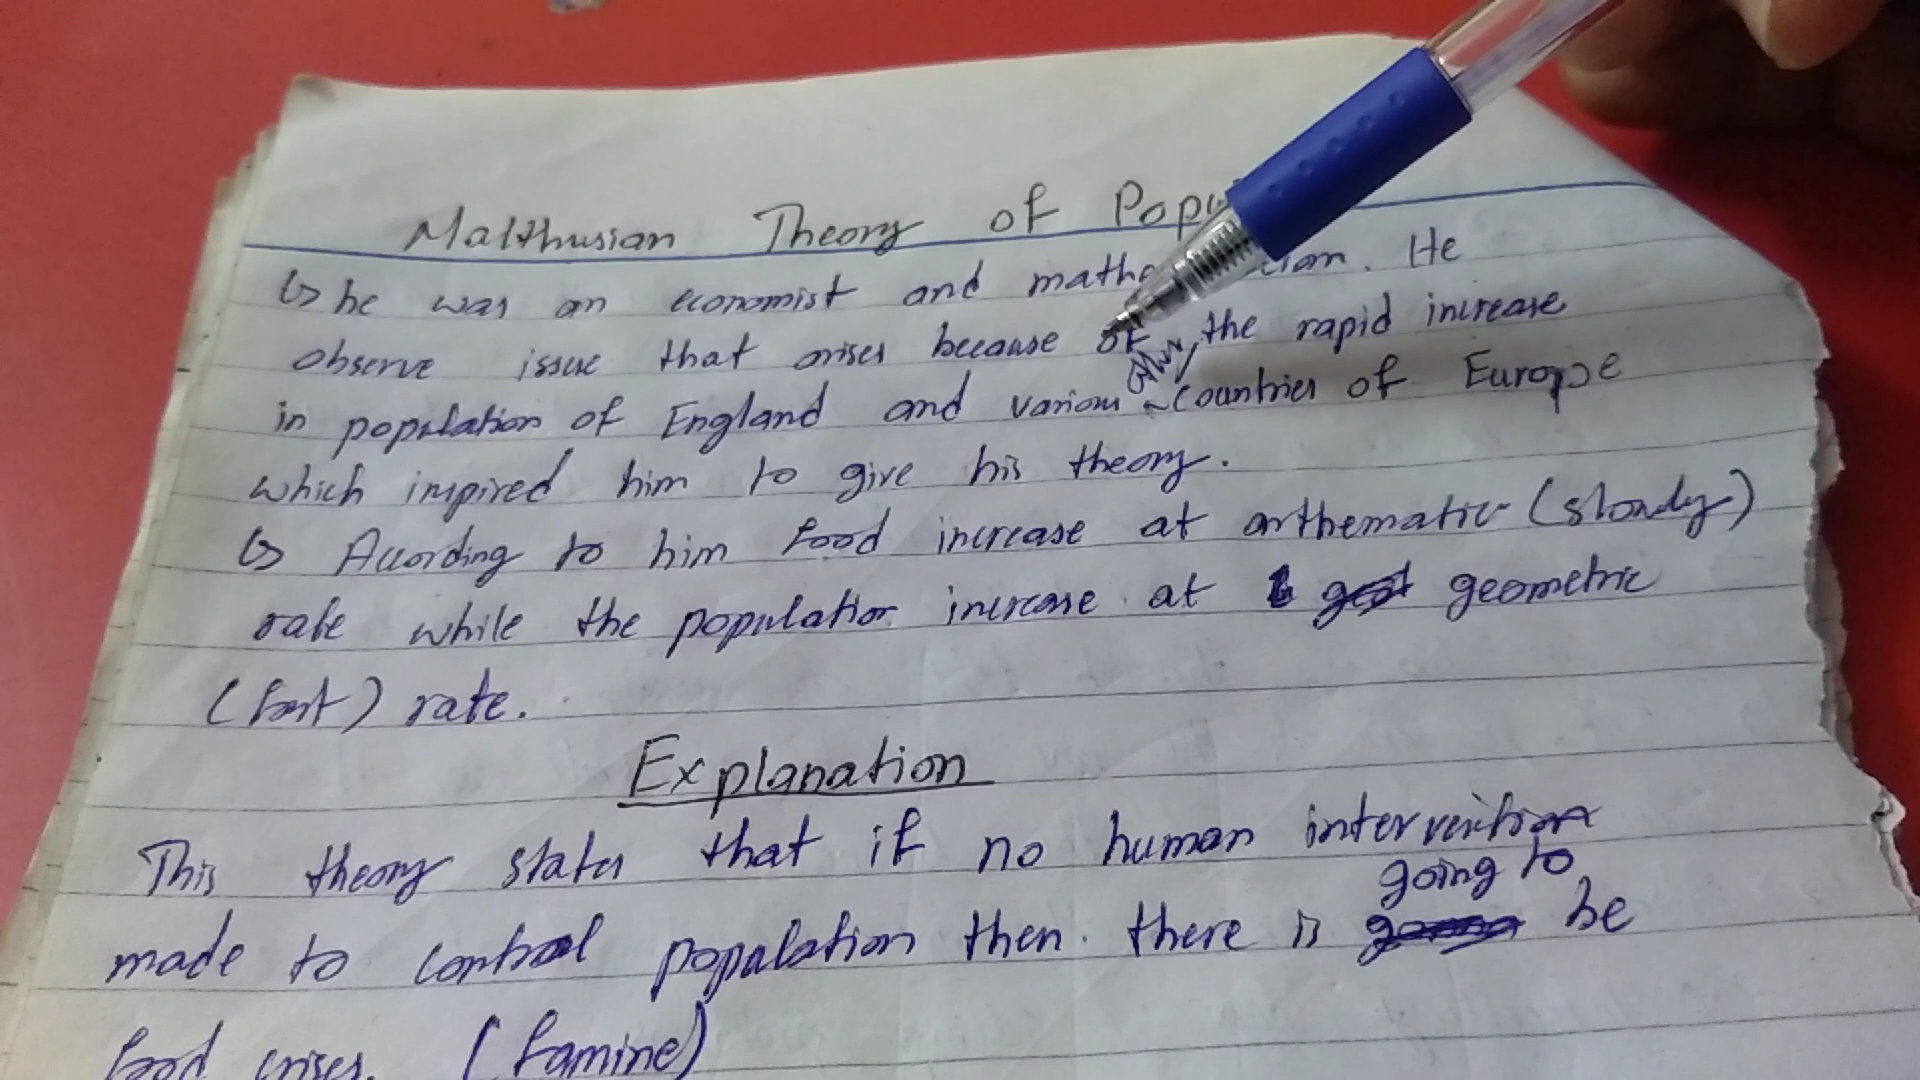 Malthusian Theory of Popu
↳ he was an economist and mathe cian. He
observe issue that arises because of the rapid increase
in population of England and various other countries of Europe
which inspired him to give his theory.
↳ According to him food increase at arthematic (slowly)
rate while the population increase at geometric
(fast) rate.
Explanation
This theory states that if no human intervention
made to control population then there is going to be
food crises. (famine)